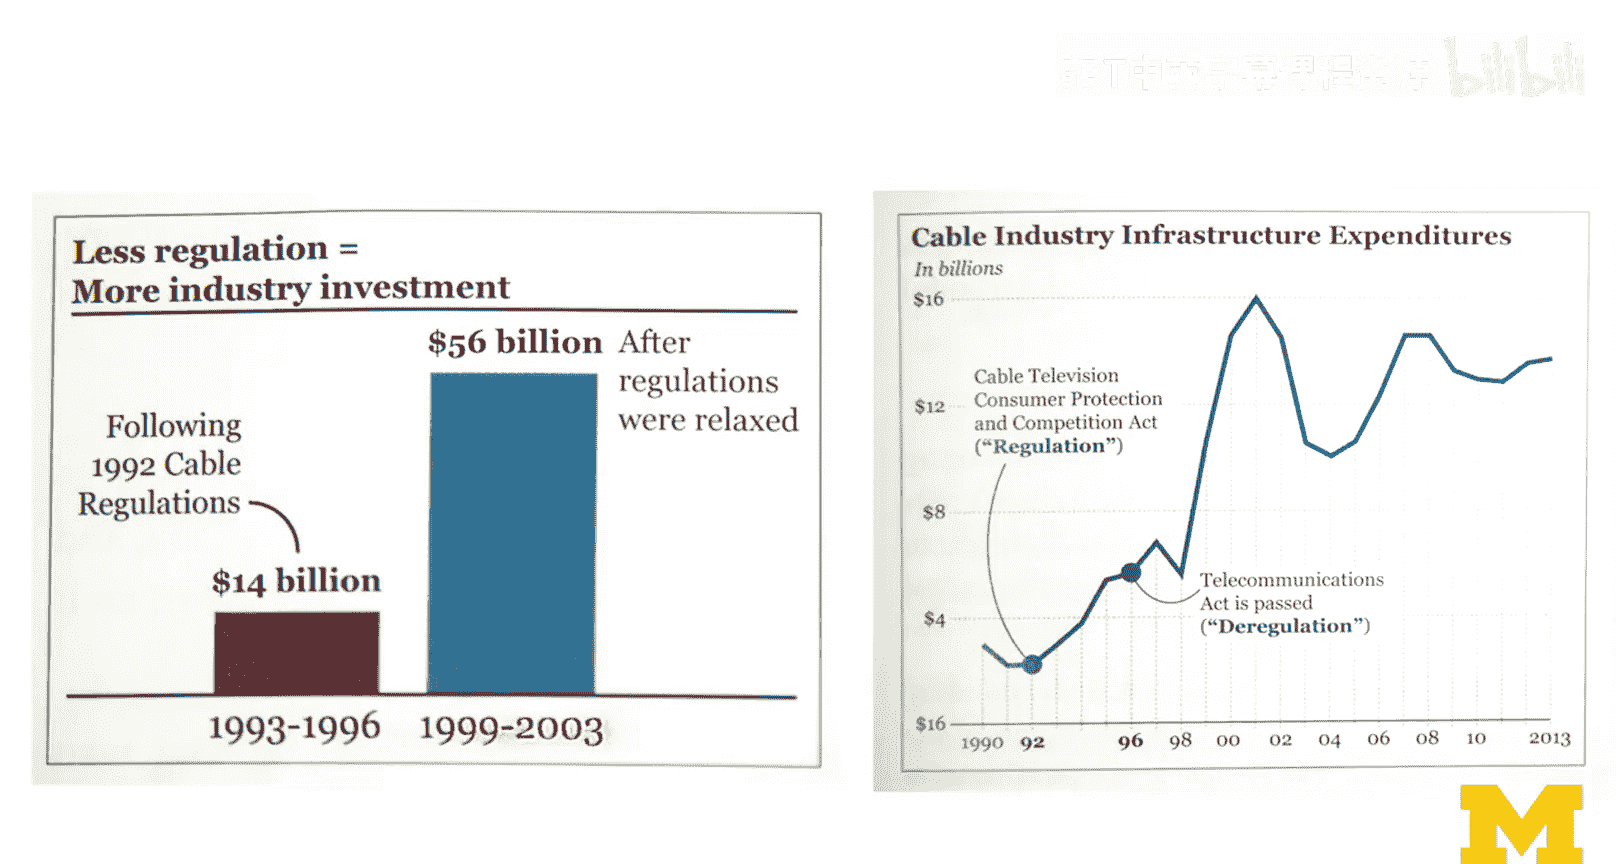 bilibili
Less regulation =
More industry investment
$56 billion
After
regulations
were relaxed
Following
1992 Cable
Regulations
$14 billion
1993-1996
1999-2003
Cable Industry Infrastructure Expenditures
In billions
$16
$12
$8
$4
$16
Cable Television
Consumer Protection
and Competition Act
(“Regulation”)
Telecommunications
Act is passed
(“Deregulation”)
1990 92 96 98 00 02 04 06 08 10 2013
M